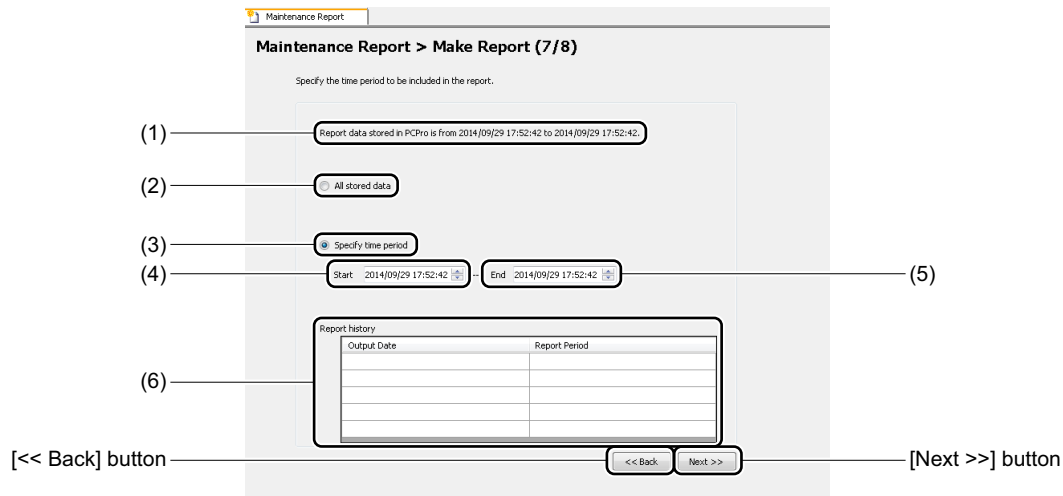 Maintenance Report
Maintenance Report > Make Report (7/8)
Specify the time period to be included in the report.
(1) Report data stored in PCPro is from 2014/09/29 17:52:42 to 2014/09/29 17:52:42.
(2) All stored data
(3) Specify time period
(4) Start 2014/09/29 17:52:42 -- End 2014/09/29 17:52:42 (5)
Report history
Output Date Report Period
(6)
[<< Back] button << Back Next >> [Next >>] button